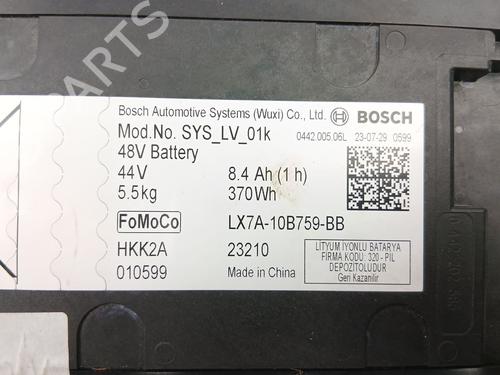 PARTS
Bosch Automotive Systems (Wuxi) Co., Ltd. BOSCH
Mod.No. SYS_LV_01k 0442.005.06L 23-07-29 0599
48V Battery
44V 8.4 Ah (1 h)
5.5kg 370Wh
FoMoCo LX7A-10B759-BB
HKK2A 23210
010599 Made in China
LITYUM IYONLU BATARYA
FIRMA KODU: 320 - PIL
DEPOZITOLUDUR
Geri Kazanilir